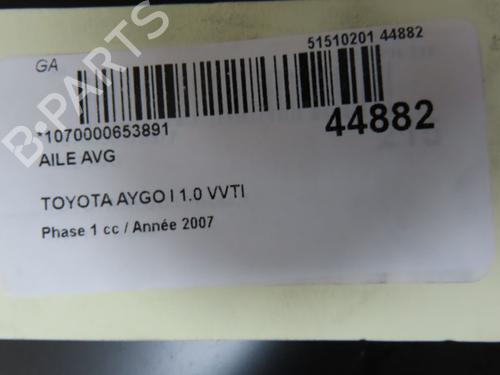 GA
51510201 44882
*1070000653891
44882
AILE AVG
TOYOTA AYGO I 1.0 VVTI
Phase 1 cc / Année 2007
B-PARTS